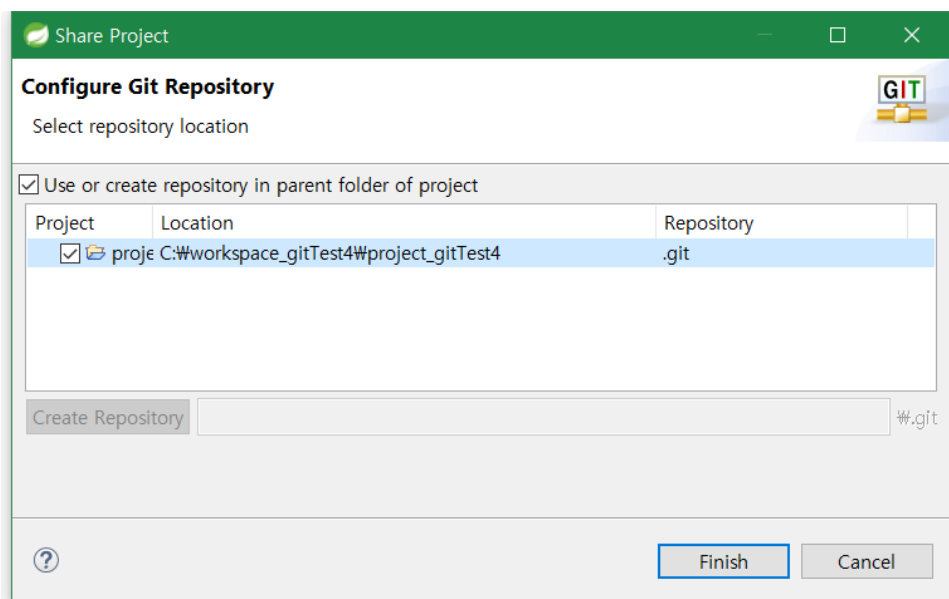 Share Project
Configure Git Repository
GIT
Select repository location
Use or create repository in parent folder of project
Project Location Repository
proje C:₩workspace_gitTest4₩project_gitTest4 .git
Create Repository ₩.git
? Finish Cancel